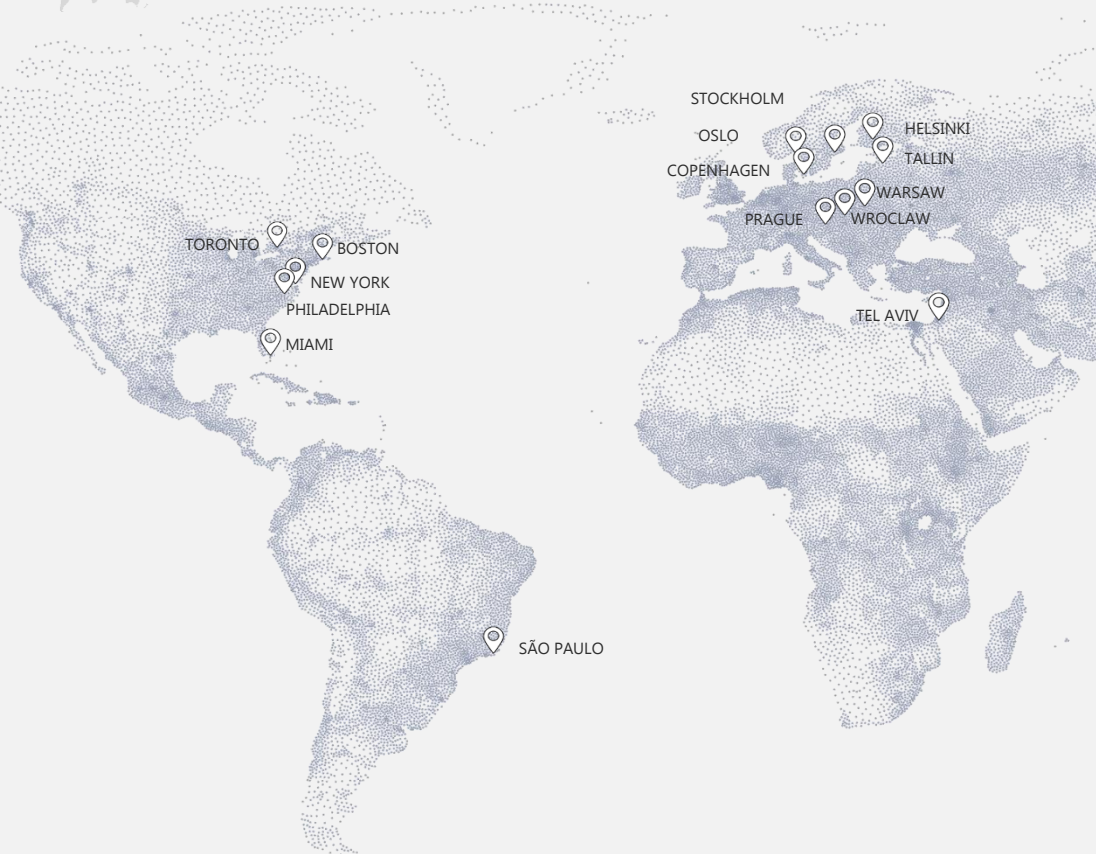 STOCKHOLM
OSLO
HELSINKI
COPENHAGEN
TALLIN
WARSAW
PRAGUE
WROCLAW
TORONTO
BOSTON
NEW YORK
PHILADELPHIA
TEL AVIV
MIAMI
SÃO PAULO